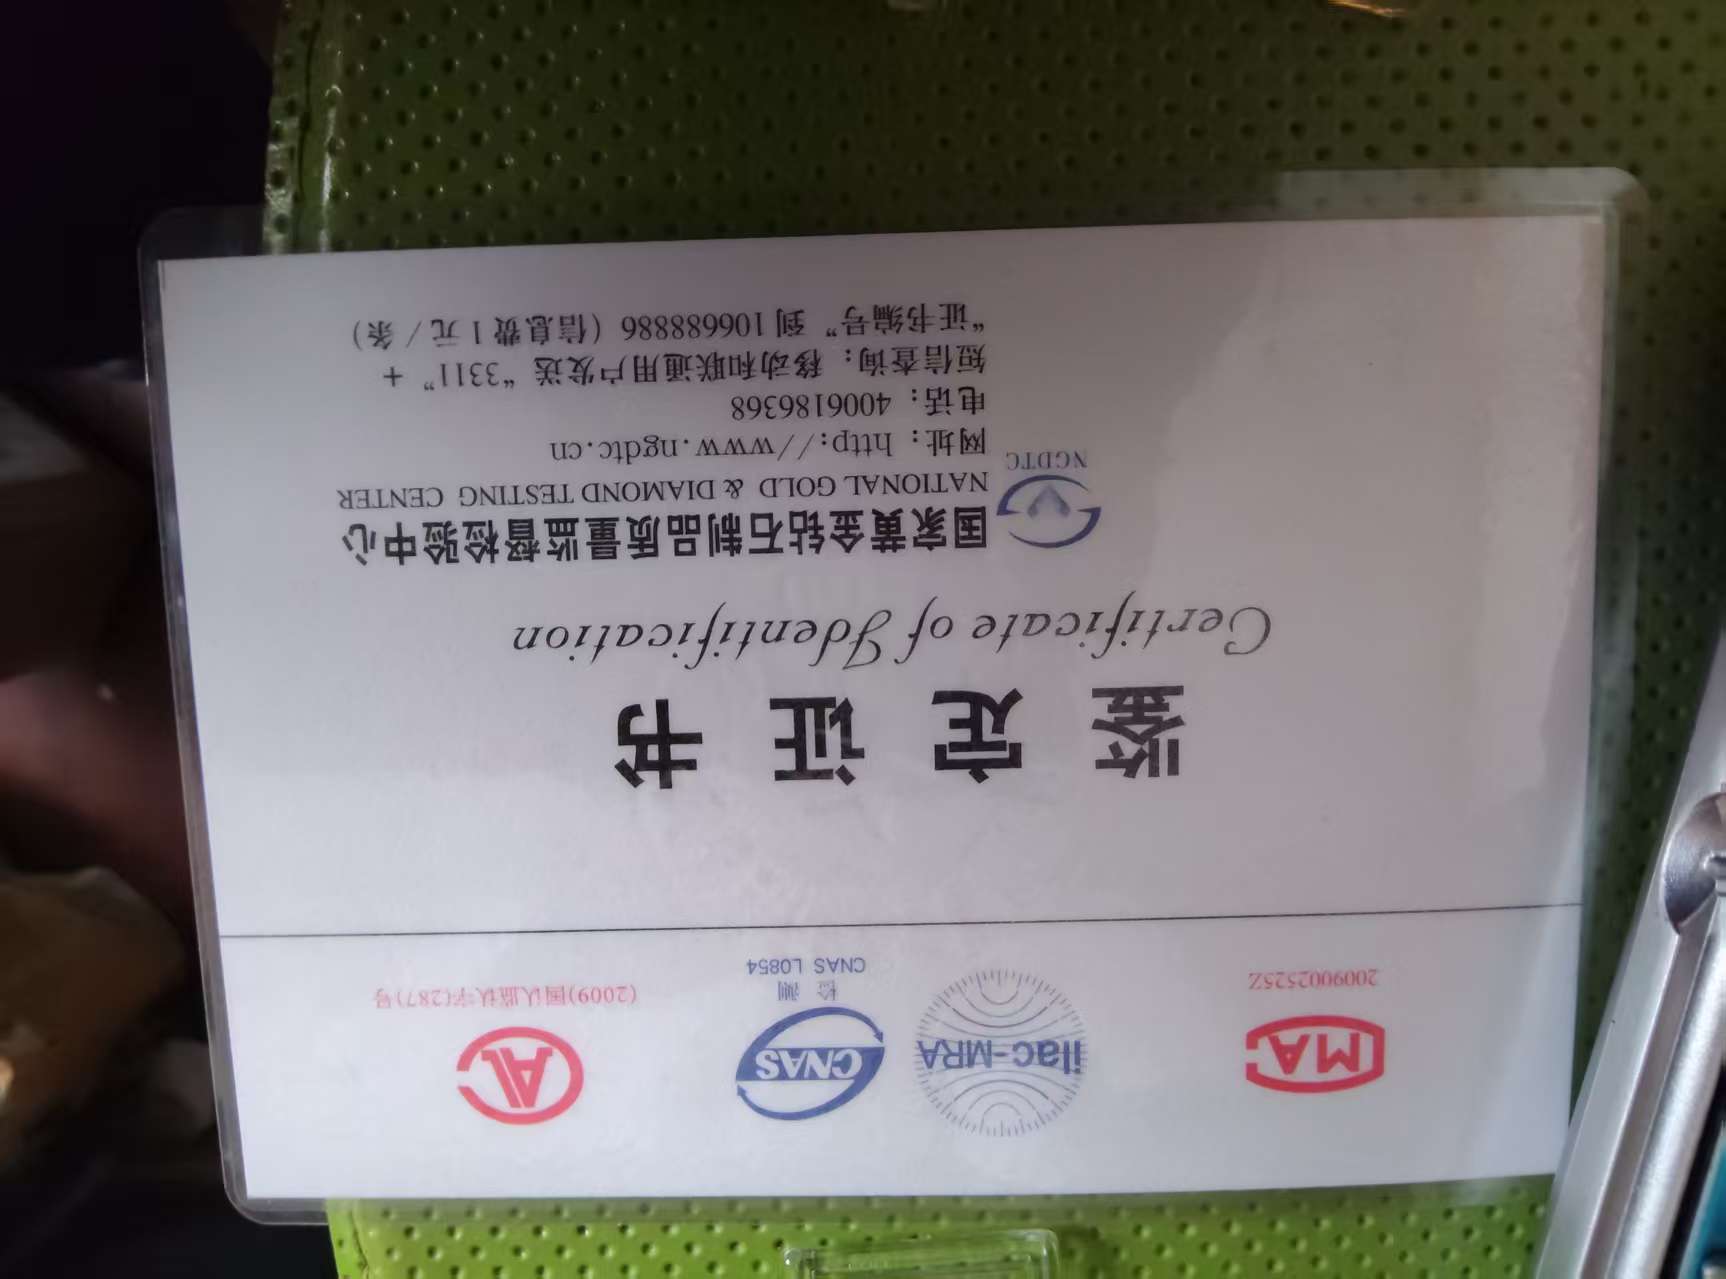 MA
2009002525Z
ilac-MRA
CNAS
检 测
CNAS L0854
AL
(2009)国认监认字(287)号
鉴定证书
Certificate of Identification
NGDTC
国家黄金钻石制品质量监督检验中心
NATIONAL GOLD & DIAMOND TESTING CENTER
网址：http://www.ngdtc.cn
电话：4006186368
短信查询：移动和联通用户发送“3311”+
“证书编号”到106688886（信息费1元/条）